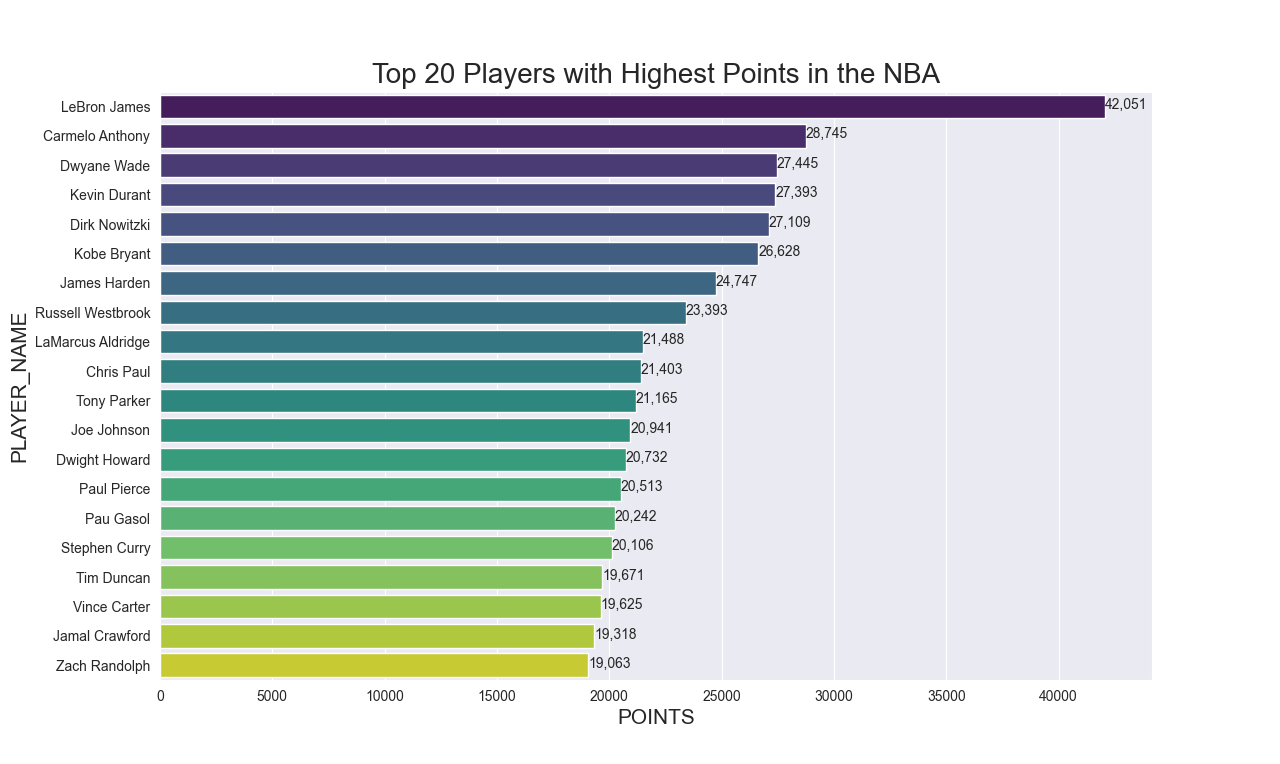 Top 20 Players with Highest Points in the NBA
PLAYER_NAME
LeBron James 42,051
Carmelo Anthony 28,745
Dwyane Wade 27,445
Kevin Durant 27,393
Dirk Nowitzki 27,109
Kobe Bryant 26,628
James Harden 24,747
Russell Westbrook 23,393
LaMarcus Aldridge 21,488
Chris Paul 21,403
Tony Parker 21,165
Joe Johnson 20,941
Dwight Howard 20,732
Paul Pierce 20,513
Pau Gasol 20,242
Stephen Curry 20,106
Tim Duncan 19,671
Vince Carter 19,625
Jamal Crawford 19,318
Zach Randolph 19,063
0 5000 10000 15000 20000 25000 30000 35000 40000
POINTS